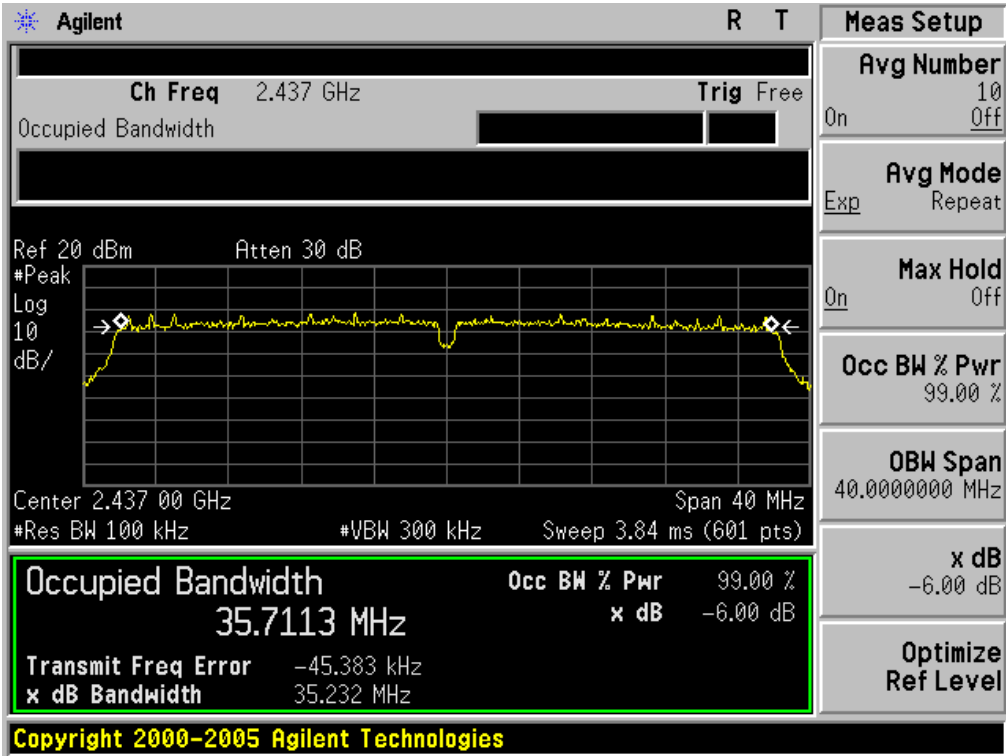 Agilent R T
Ch Freq 2.437 GHz Trig Free
Occupied Bandwidth
Ref 20 dBm Atten 30 dB
#Peak
Log
10
dB/
Center 2.437 00 GHz Span 40 MHz
#Res BW 100 kHz #VBW 300 kHz Sweep 3.84 ms (601 pts)
Occupied Bandwidth
35.7113 MHz
Occ BW % Pwr 99.00 %
x dB -6.00 dB
Transmit Freq Error -45.383 kHz
x dB Bandwidth 35.232 MHz
Copyright 2000-2005 Agilent Technologies
Meas Setup
Avg Number
10
On Off
Avg Mode
Exp Repeat
Max Hold
On Off
Occ BW % Pwr
99.00 %
OBW Span
40.0000000 MHz
x dB
-6.00 dB
Optimize
Ref Level